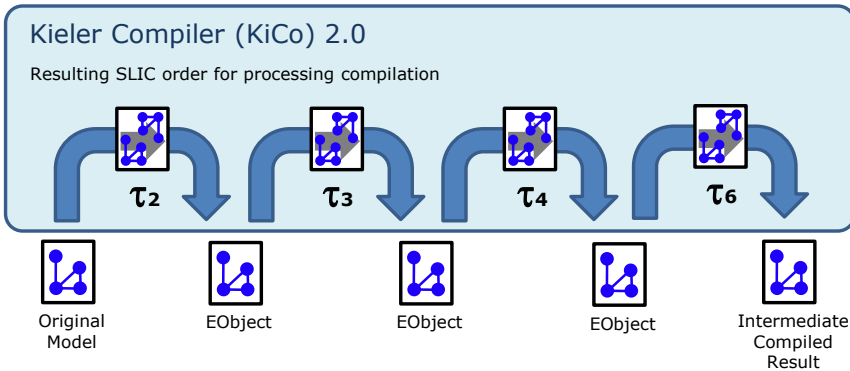 Kieler Compiler (KiCo) 2.0
Resulting SLIC order for processing compilation
τ2 τ3 τ4 τ6
Original
Model
EObject
EObject
EObject
Intermediate
Compiled
Result